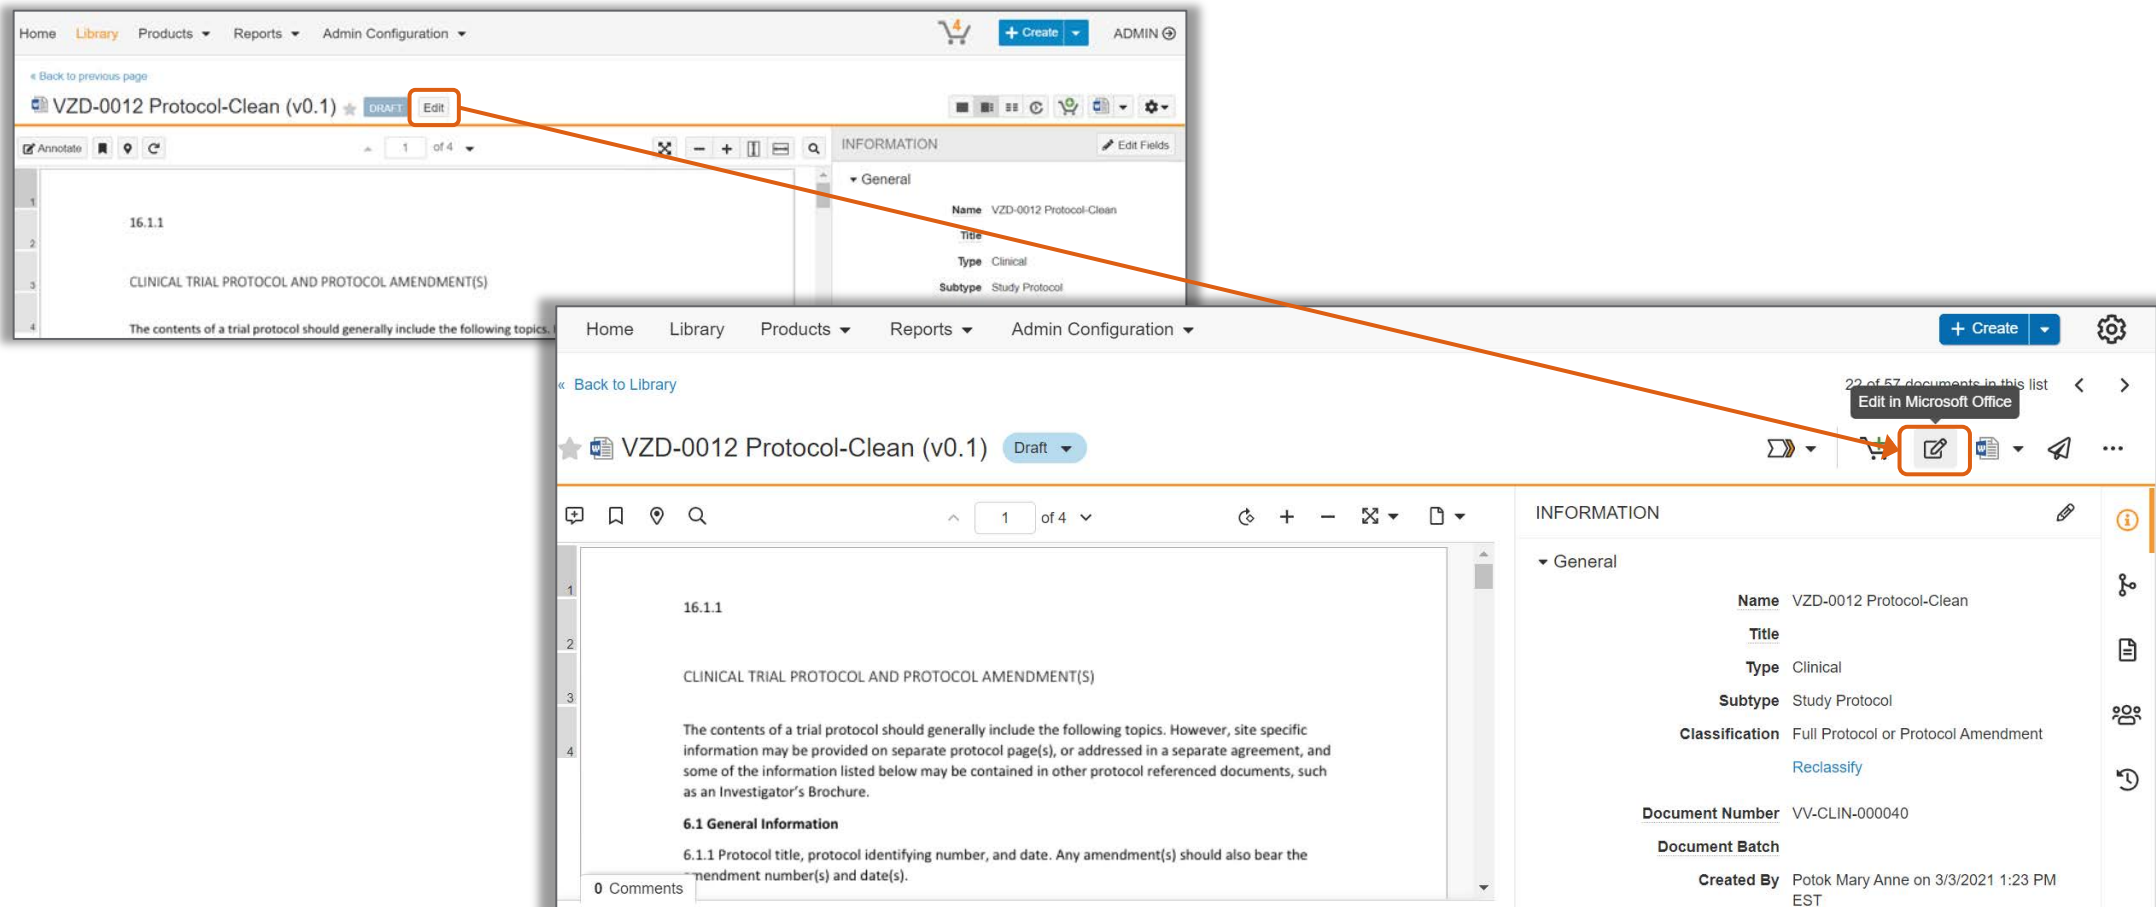 Home Library Products Reports Admin Configuration 4 + Create ADMIN
« Back to previous page
VZD-0012 Protocol-Clean (v0.1) DRAFT Edit
Annotate 1 of 4 INFORMATION Edit Fields
General
1
Name VZD-0012 Protocol-Clean
16.1.1
Title
2
Type Clinical
3 CLINICAL TRIAL PROTOCOL AND PROTOCOL AMENDMENT(S)
Subtype Study Protocol
4 The contents of a trial protocol should generally include the following topics.
Home Library Products Reports Admin Configuration + Create
« Back to Library 22 of 57 documents in this list
Edit in Microsoft Office
VZD-0012 Protocol-Clean (v0.1) Draft
1 of 4
INFORMATION
General
1
16.1.1
2
CLINICAL TRIAL PROTOCOL AND PROTOCOL AMENDMENT(S)
3
The contents of a trial protocol should generally include the following topics. However, site specific
information may be provided on separate protocol page(s), or addressed in a separate agreement, and
4
some of the information listed below may be contained in other protocol referenced documents, such
as an Investigator's Brochure.
6.1 General Information
6.1.1 Protocol title, protocol identifying number, and date. Any amendment(s) should also bear the
amendment number(s) and date(s).
0 Comments
Name VZD-0012 Protocol-Clean
Title
Type Clinical
Subtype Study Protocol
Classification Full Protocol or Protocol Amendment
Reclassify
Document Number VV-CLIN-000040
Document Batch
Created By Potok Mary Anne on 3/3/2021 1:23 PM
EST